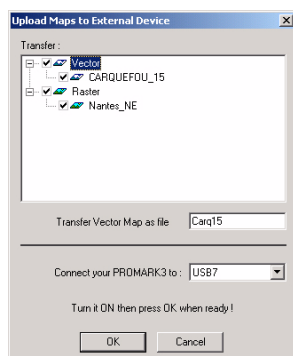 Upload Maps to External Device
Transfer :
Vector
CARQUEFOU_15
Raster
Nantes_NE
Transfer Vector Map as file Carq15
Connect your PROMARK3 to : USB7
Turn it ON then press OK when ready !
OK Cancel